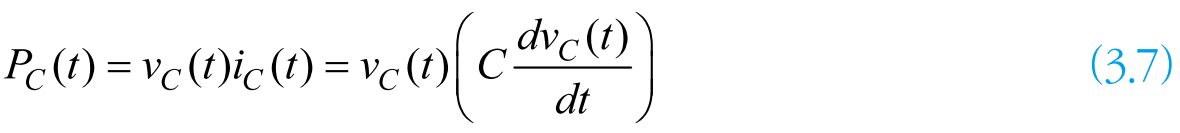 P_C(t) = v_C(t)i_C(t) = v_C(t)(C dv_C(t)/dt) (3.7)